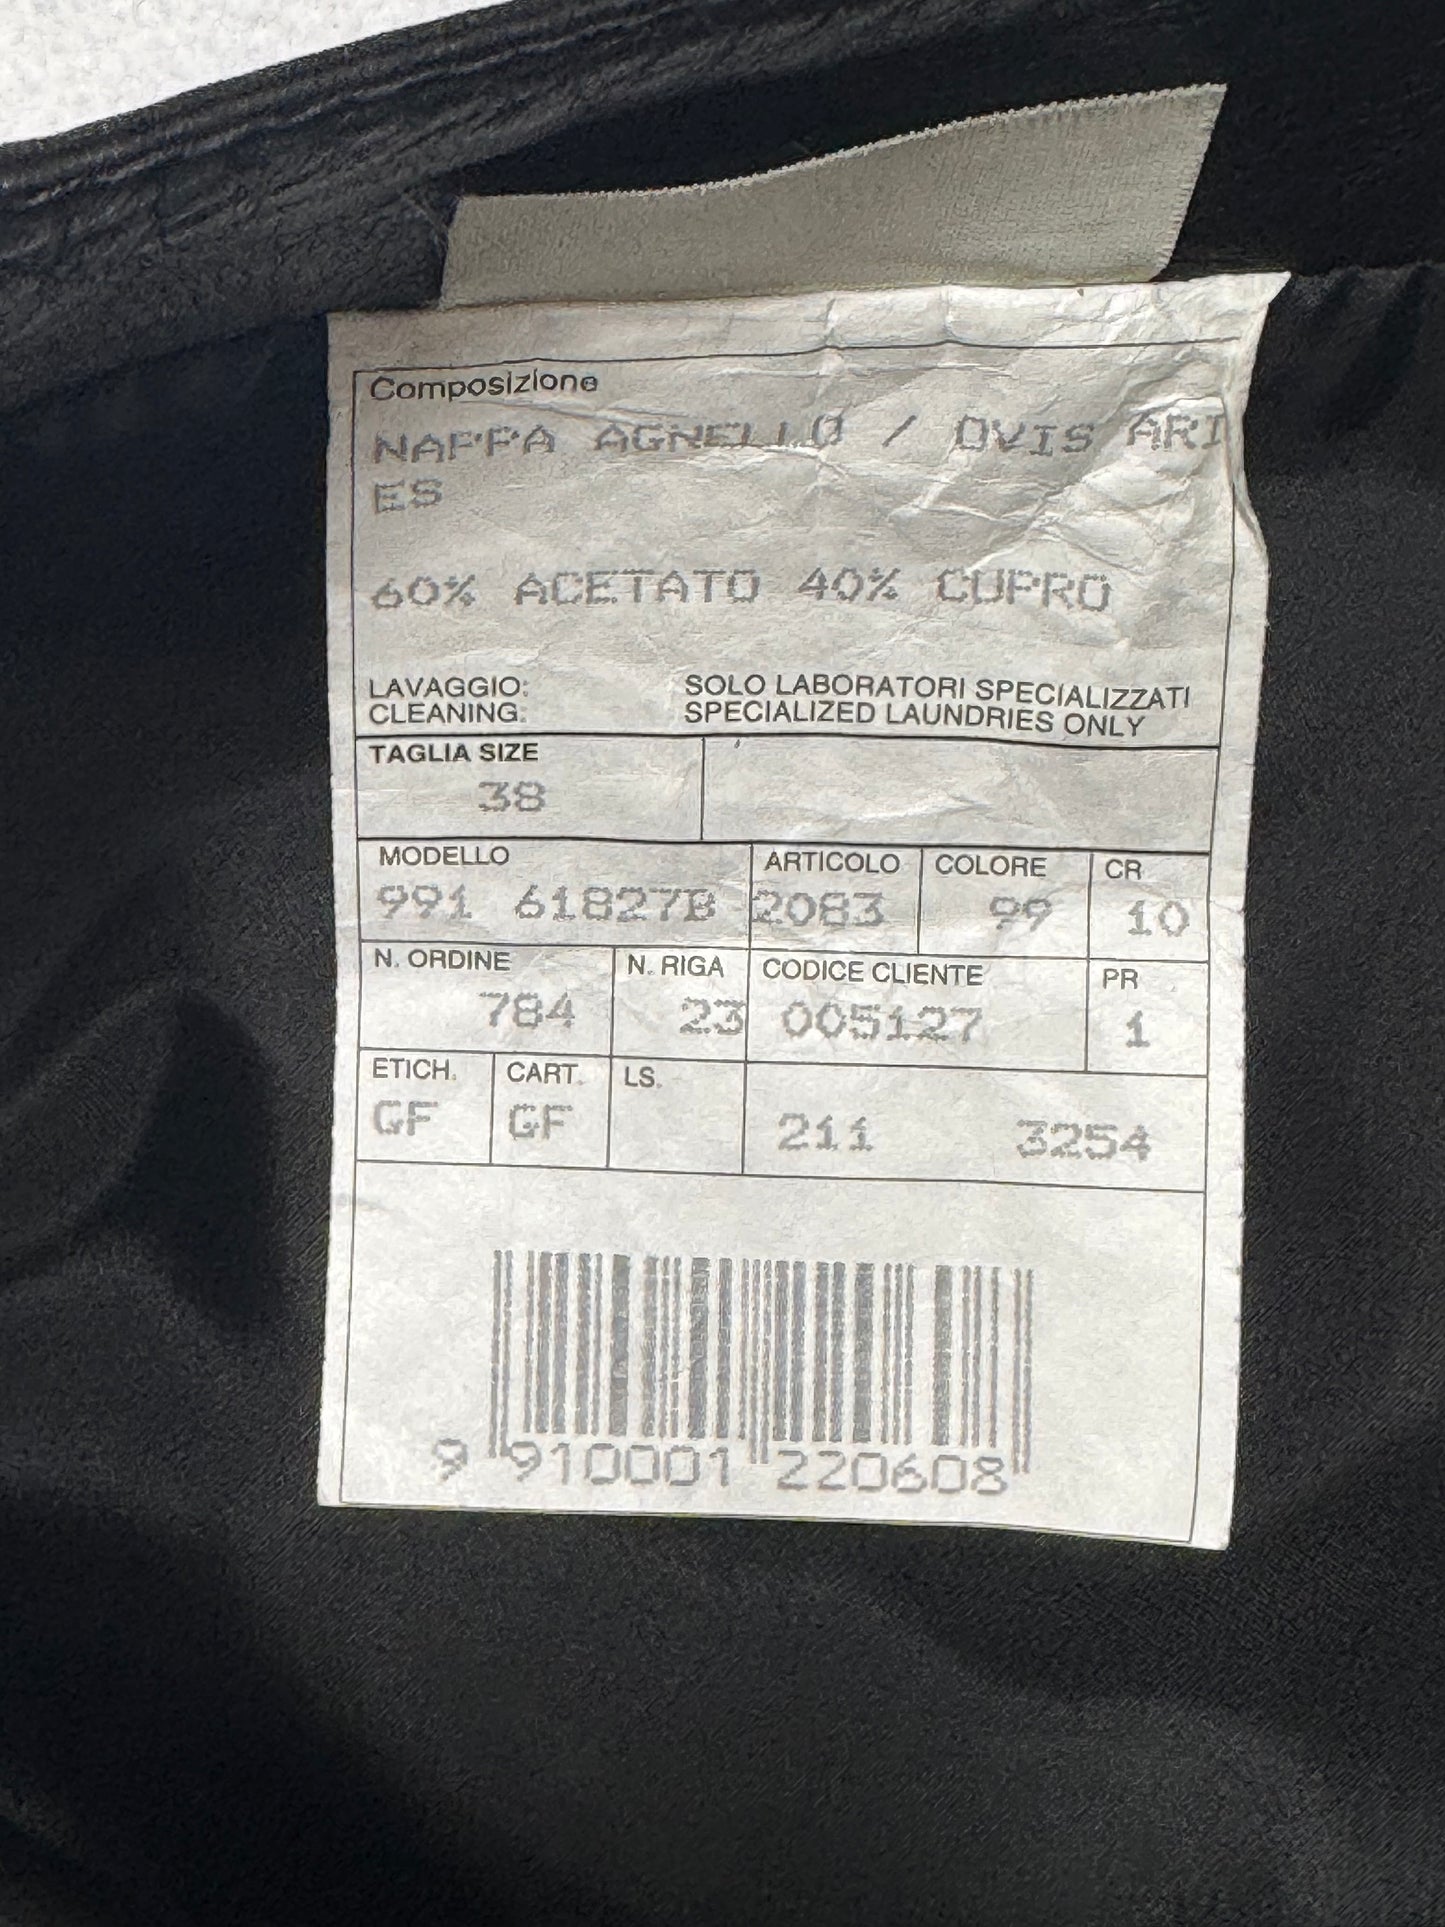 Composizione
NAPPA AGNELLO / OVIS ARI
ES
60% ACETATO 40% CUPRO
LAVAGGIO: SOLO LABORATORI SPECIALIZZATI
CLEANING: SPECIALIZED LAUNDRIES ONLY
TAGLIA SIZE
38
MODELLO ARTICOLO COLORE CR
991 61827B 2083 99 10
N. ORDINE N. RIGA CODICE CLIENTE PR
784 23 005127 1
ETICH. CART. LS.
GF GF 211 3254
9 910001 220608